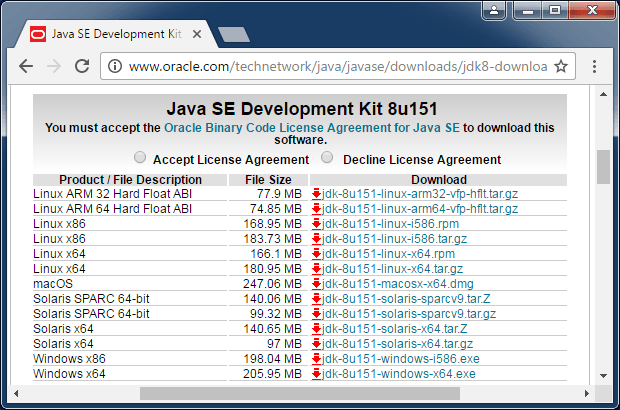 Java SE Development Kit
www.oracle.com/technetwork/java/javase/downloads/jdk8-downloa
Java SE Development Kit 8u151
You must accept the Oracle Binary Code License Agreement for Java SE to download this
software.
Accept License Agreement Decline License Agreement
Product / File Description File Size Download
Linux ARM 32 Hard Float ABI 77.9 MB jdk-8u151-linux-arm32-vfp-hflt.tar.gz
Linux ARM 64 Hard Float ABI 74.85 MB jdk-8u151-linux-arm64-vfp-hflt.tar.gz
Linux x86 168.95 MB jdk-8u151-linux-i586.rpm
Linux x86 183.73 MB jdk-8u151-linux-i586.tar.gz
Linux x64 166.1 MB jdk-8u151-linux-x64.rpm
Linux x64 180.95 MB jdk-8u151-linux-x64.tar.gz
macOS 247.06 MB jdk-8u151-macosx-x64.dmg
Solaris SPARC 64-bit 140.06 MB jdk-8u151-solaris-sparcv9.tar.Z
Solaris SPARC 64-bit 99.32 MB jdk-8u151-solaris-sparcv9.tar.gz
Solaris x64 140.65 MB jdk-8u151-solaris-x64.tar.Z
Solaris x64 97 MB jdk-8u151-solaris-x64.tar.gz
Windows x86 198.04 MB jdk-8u151-windows-i586.exe
Windows x64 205.95 MB jdk-8u151-windows-x64.exe